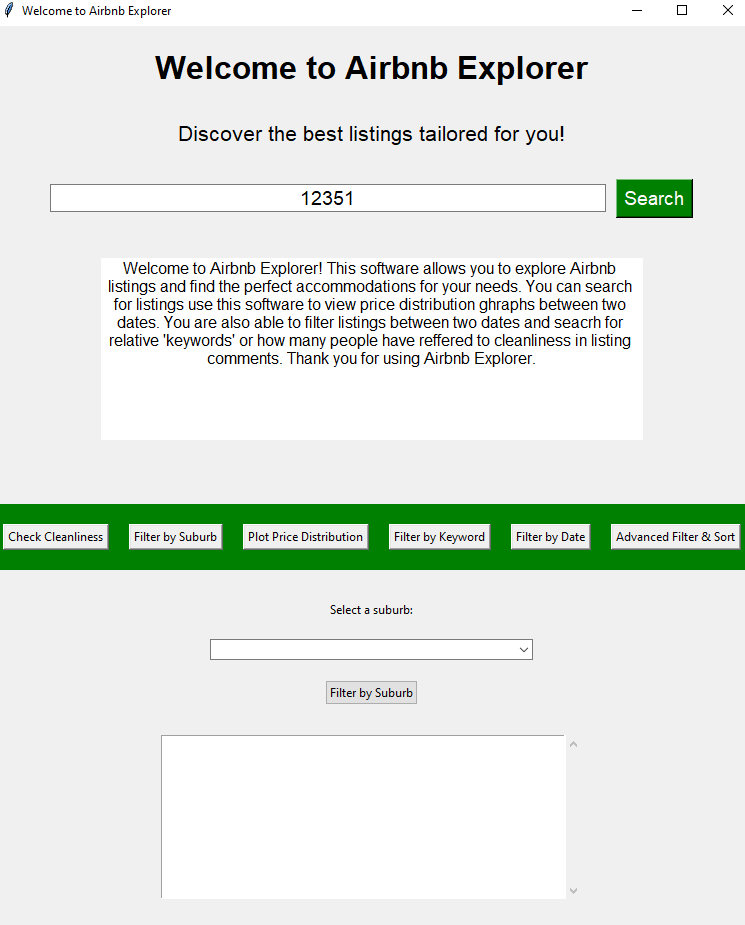 Welcome to Airbnb Explorer
Welcome to Airbnb Explorer
Discover the best listings tailored for you!
12351
Search
Welcome to Airbnb Explorer! This software allows you to explore Airbnb
listings and find the perfect accommodations for your needs. You can search
for listings use this software to view price distribution ghraphs between two
dates. You are also able to filter listings between two dates and seacrh for
relative 'keywords' or how many people have reffered to cleanliness in listing
comments. Thank you for using Airbnb Explorer.
Check Cleanliness
Filter by Suburb
Plot Price Distribution
Filter by Keyword
Filter by Date
Advanced Filter & Sort
Select a suburb:
Filter by Suburb